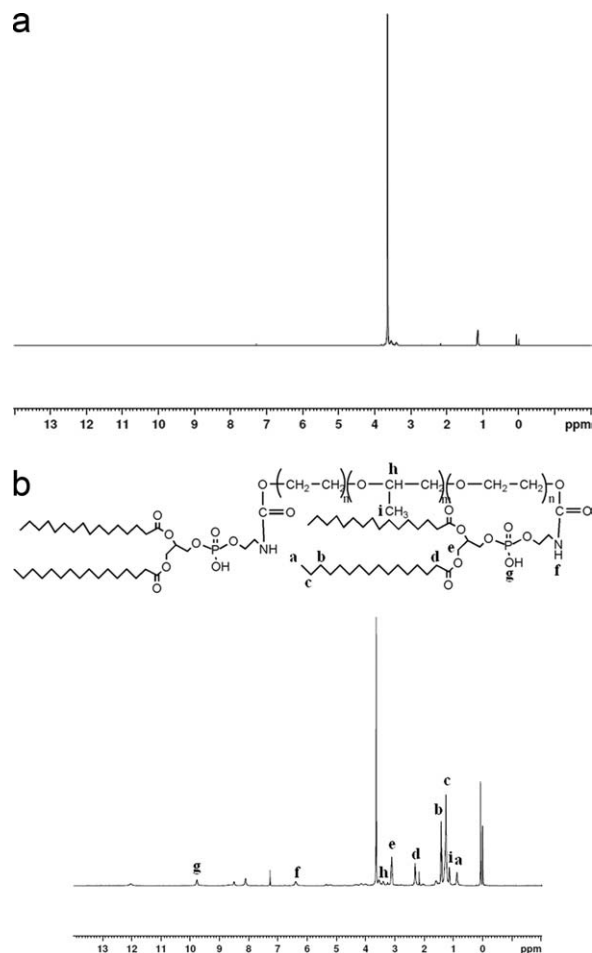 a
13 12 11 10 9 8 7 6 5 4 3 2 1 0 ppm
b
h
O (CH2-CH2)n (O CH2)m (O-CH2-CH2)n O
i CH3
C=O C=O
O O O
O O
O O P O NH e O O P O N
O OH a b d O OH H
O c O g f
c
b
e
d i a
g f h
13 12 11 10 9 8 7 6 5 4 3 2 1 0 ppm